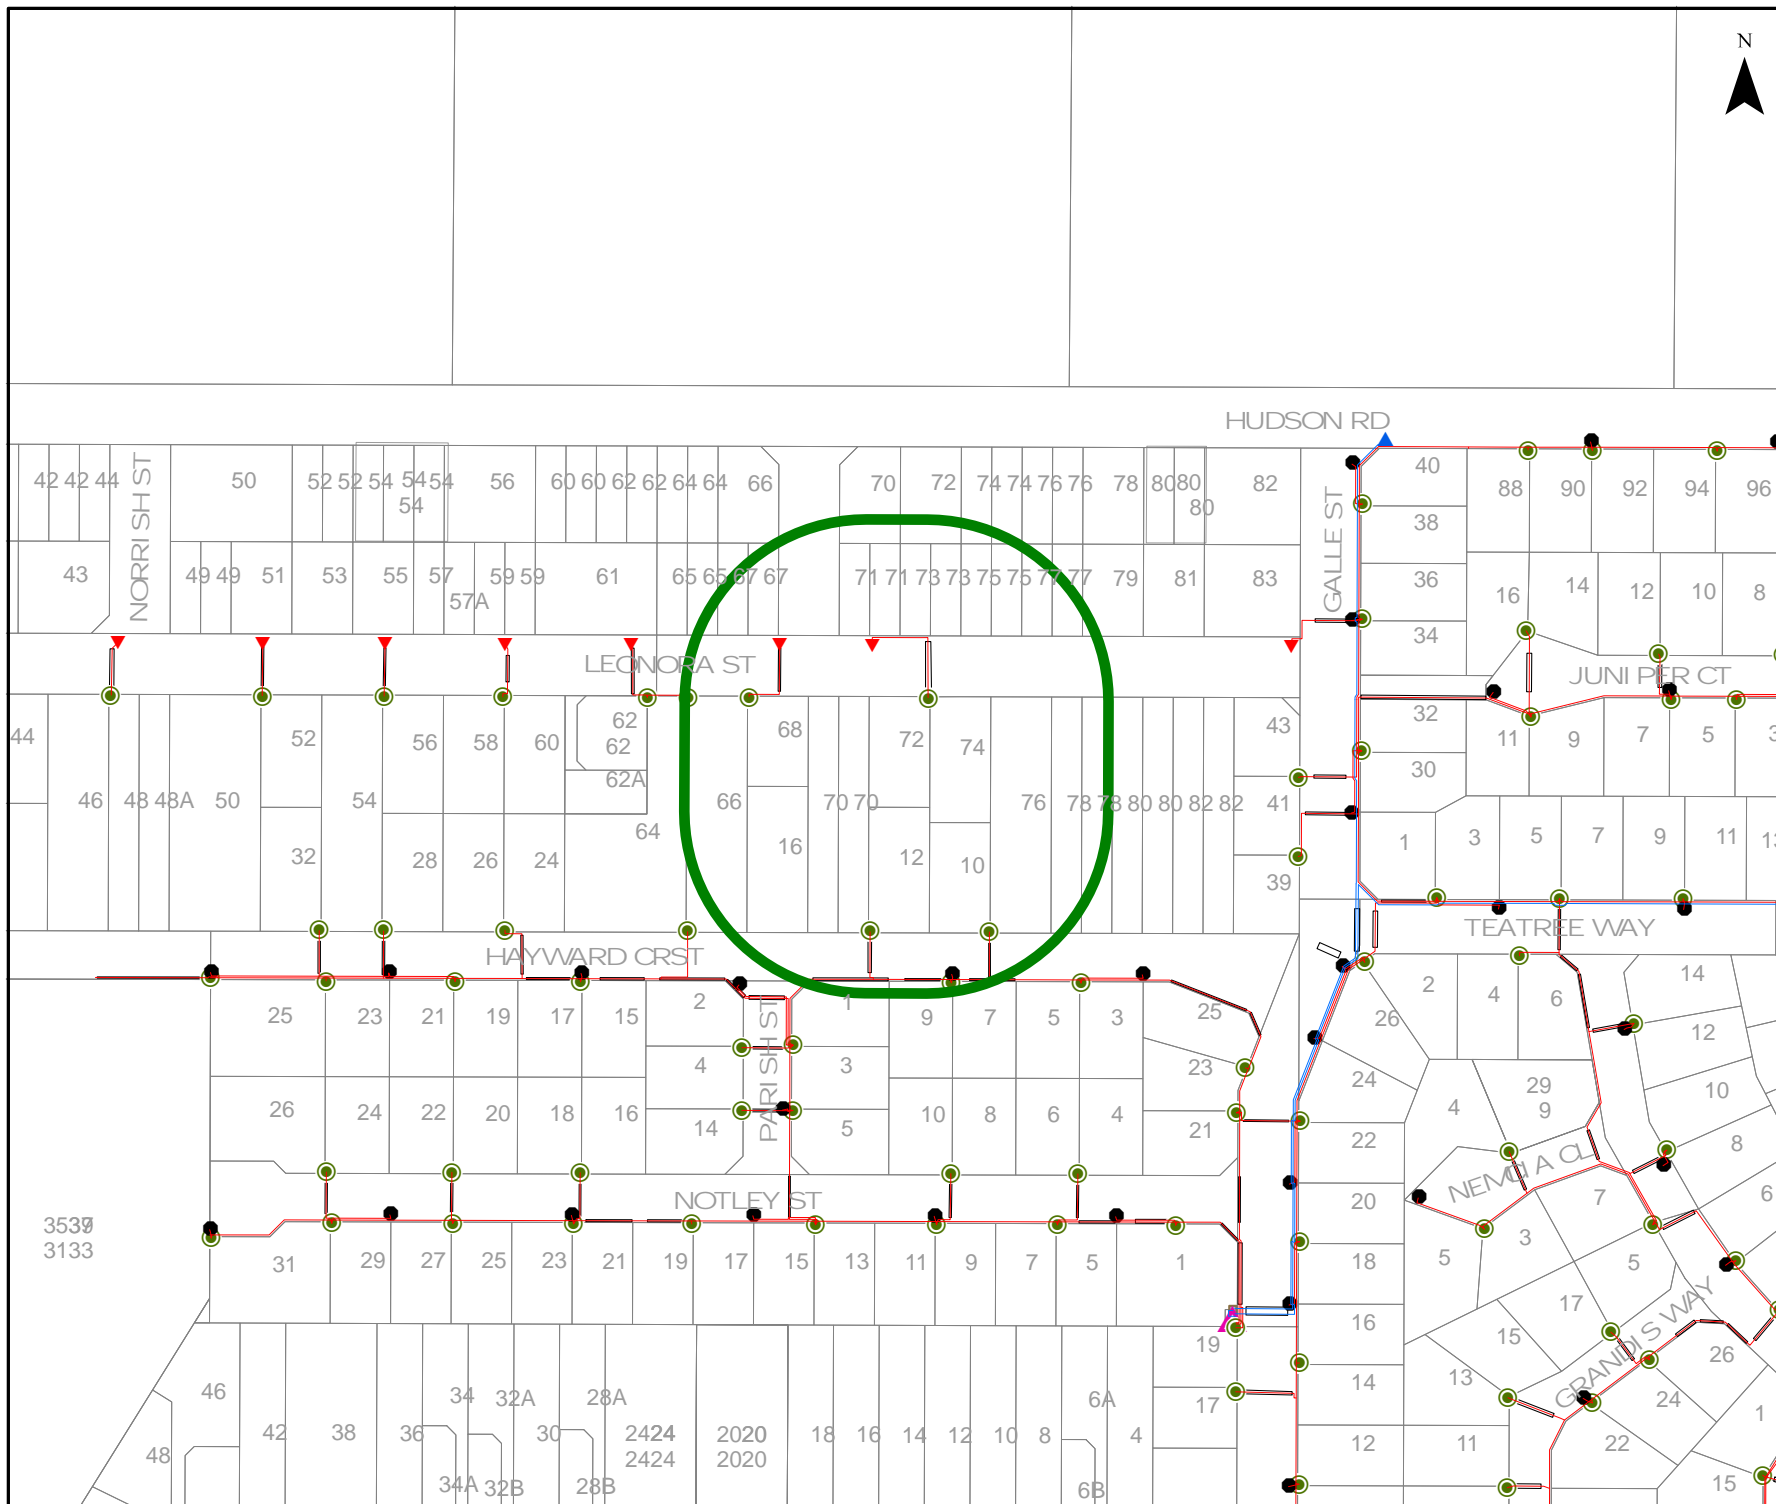 N
HUDSON RD
42 42 44 50 52 52 54 54 54 56 60 60 62 62 64 64 66 70 72 74 74 76 76 78 80 80 82 40
54 80 88 90 92 94 96
38
NORRISH ST
GALLE ST
43 49 49 51 53 55 57 59 59 61 65 65 67 67 71 71 73 73 75 75 77 77 79 81 83 36
57A 16 14 12 10 8
34
LEONORA ST
JUNIPER CT
44 52 56 58 60 62 68 72 74 43 32
62 11 9 7 5 3
62A 30
46 48 48A 50 54 66 70 70 76 78 78 80 80 82 82 41
64
32 28 26 24 16 12 10 39 1 3 5 7 9 11 13
HAYWARD CRST
TEATREE WAY
25 23 21 19 17 15 2 1 9 7 5 3 25 26 2 4 6 14
PARISH ST
4 3 23 24 12
29
26 24 22 20 18 16 14 5 10 8 6 4 21 22 4 9 10
8
NEMCIA CL
NOTLEY ST
20 7 6
3539 3537
3133
31 29 27 25 23 21 19 17 15 13 11 9 7 5 1 18 5 3 5
GRANDIS WAY
19 16 15 17 26
46 34 32A 28A 6A 17 14 13 24 1
42 38 36 30 2424 2020 18 16 14 12 10 8 4 12 11 22
48 2424 2020
34A 32B 28B 6B 15